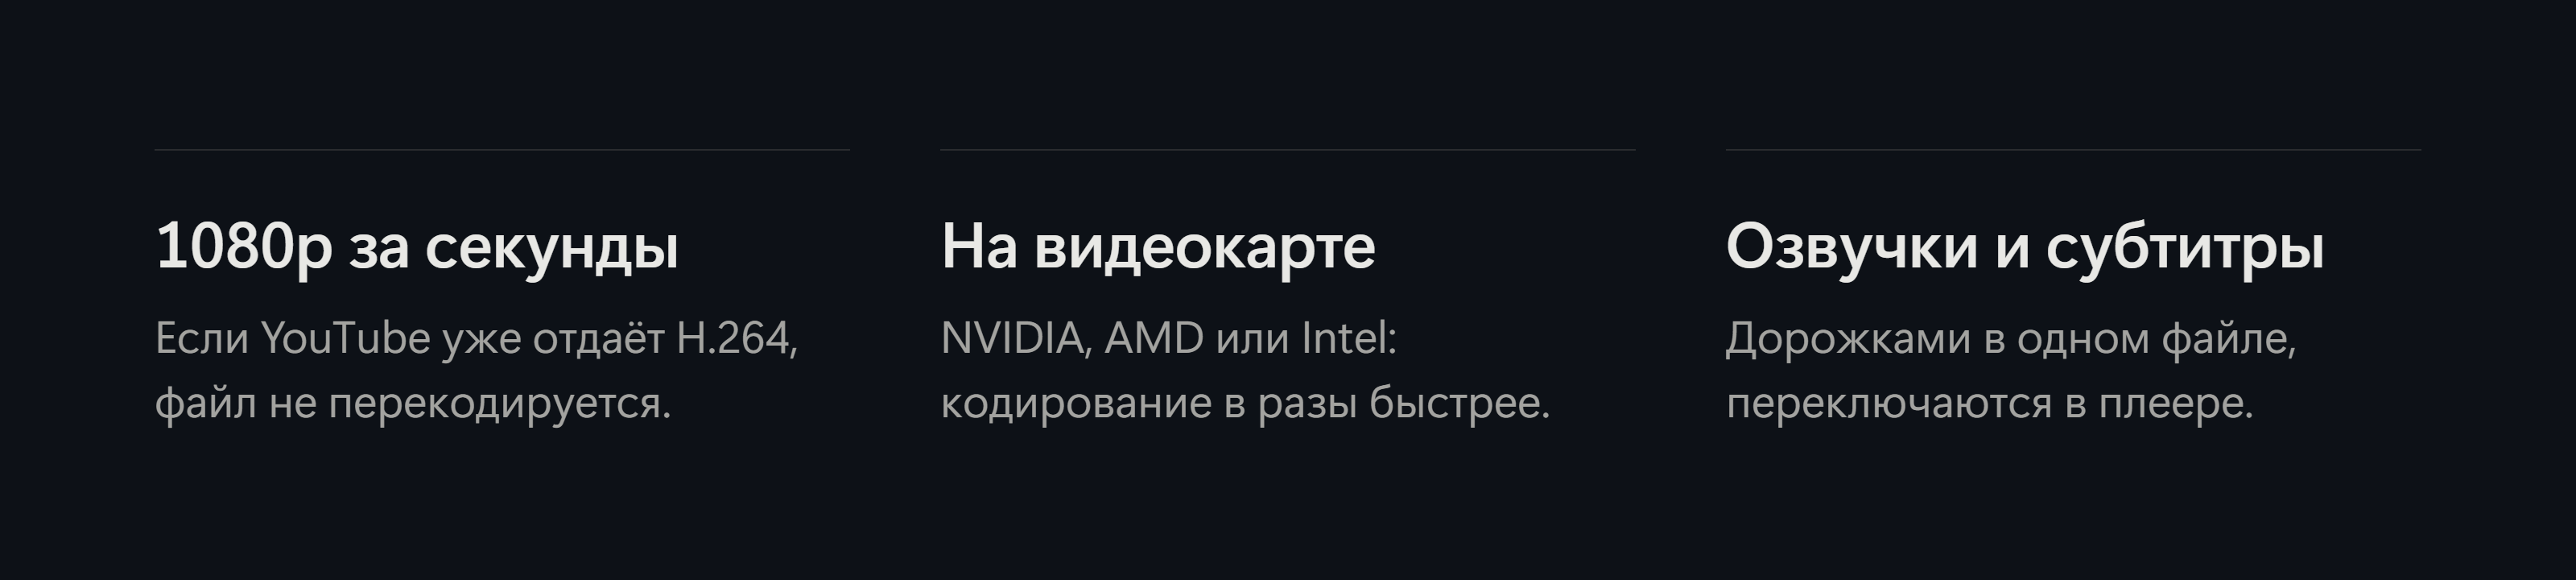 1080p за секунды
Если YouTube уже отдаёт H.264,
файл не перекодируется.
На видеокарте
NVIDIA, AMD или Intel:
кодирование в разы быстрее.
Озвучки и субтитры
Дорожками в одном файле,
переключаются в плеере.